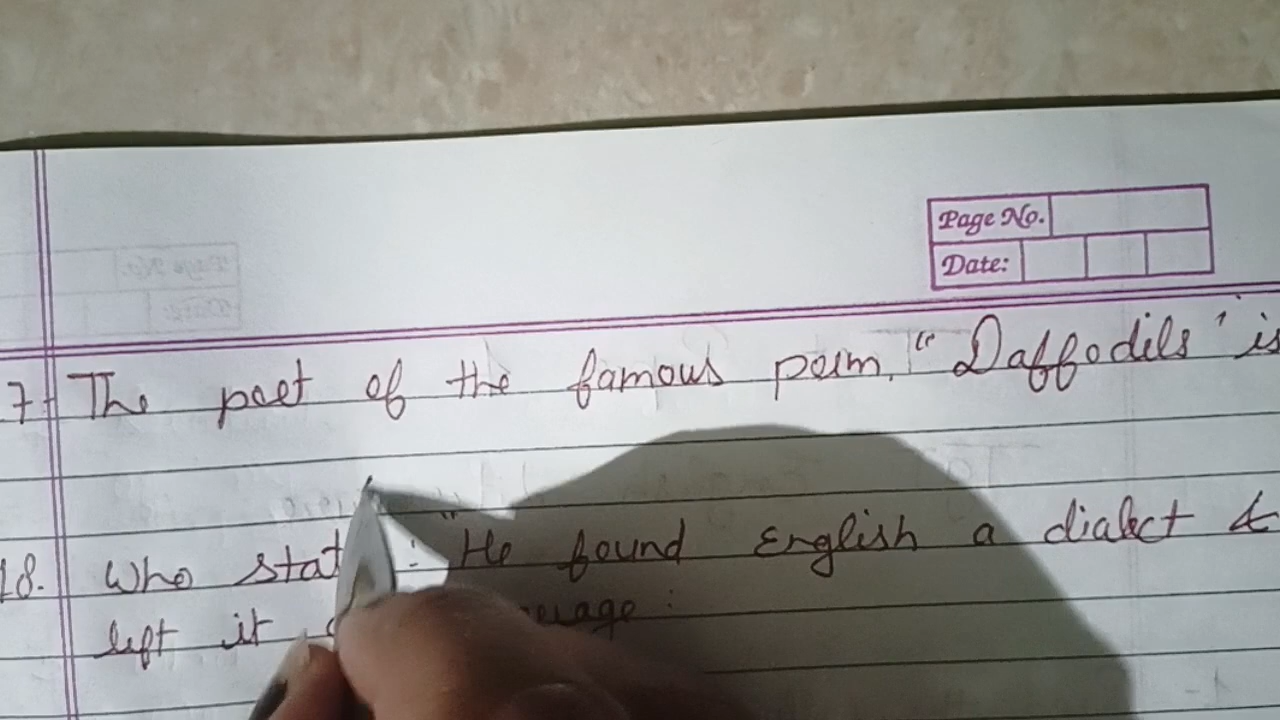 Page No.
Date:
7. The poet of the famous poem, "Daffodils' is
18. Who stat : "He found English a dialect &
left it